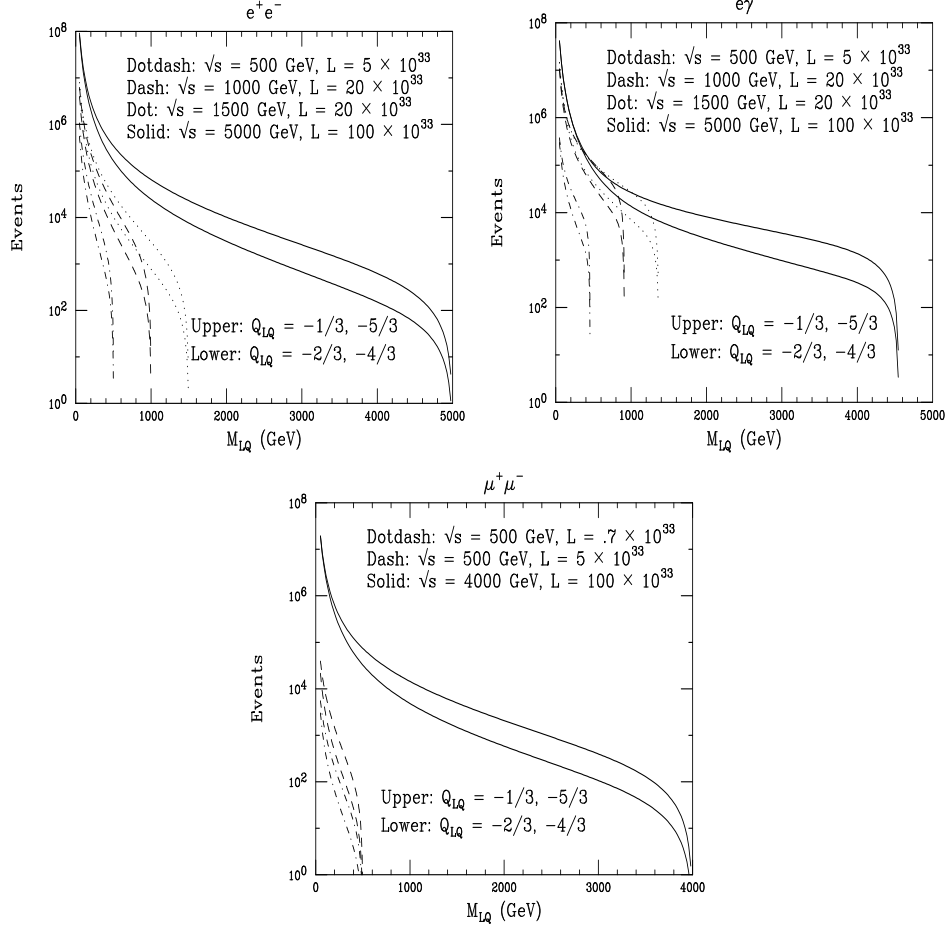 e⁺e⁻
10⁸
10⁶
10⁴
10²
10⁰
Events
Dotdash: √s = 500 GeV, L = 5 × 10³³
Dash: √s = 1000 GeV, L = 20 × 10³³
Dot: √s = 1500 GeV, L = 20 × 10³³
Solid: √s = 5000 GeV, L = 100 × 10³³
Upper: Q_LQ = −1/3, −5/3
Lower: Q_LQ = −2/3, −4/3
0 1000 2000 3000 4000 5000
M_LQ (GeV)
eγ
10⁸
10⁶
10⁴
10²
10⁰
Events
Dotdash: √s = 500 GeV, L = 5 × 10³³
Dash: √s = 1000 GeV, L = 20 × 10³³
Dot: √s = 1500 GeV, L = 20 × 10³³
Solid: √s = 5000 GeV, L = 100 × 10³³
Upper: Q_LQ = −1/3, −5/3
Lower: Q_LQ = −2/3, −4/3
0 1000 2000 3000 4000 5000
M_LQ (GeV)
μ⁺μ⁻
10⁸
10⁶
10⁴
10²
10⁰
Events
Dotdash: √s = 500 GeV, L = .7 × 10³³
Dash: √s = 500 GeV, L = 5 × 10³³
Solid: √s = 4000 GeV, L = 100 × 10³³
Upper: Q_LQ = −1/3, −5/3
Lower: Q_LQ = −2/3, −4/3
0 1000 2000 3000 4000
M_LQ (GeV)